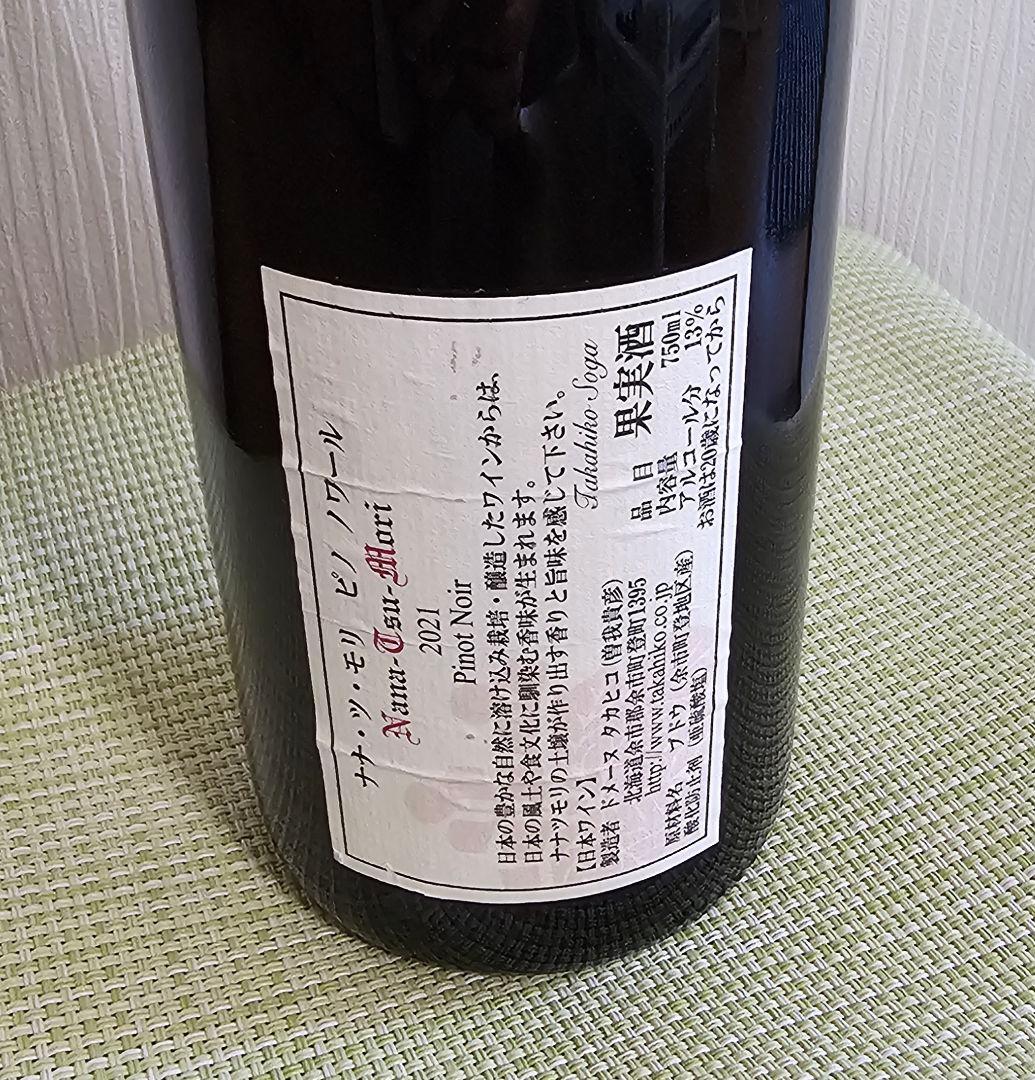 ナナ・ツ・モリ ピノ ノワール
Nana-Tsu-Mori
2021
Pinot Noir
日本の豊かな自然に溶け込み栽培・醸造したワインからは、
日本の風土や食文化に馴染む香味が生まれます。
ナナツモリの土壌が作り出す香りと旨味を感じて下さい。
Takahiko Soga
【日本ワイン】
製造者 ドメーヌ タカヒコ(曽我貴彦)
北海道余市郡余市町登町1395
http://www.takahiko.co.jp
原材料名 ブドウ(余市町登地区産)
酸化防止剤(亜硫酸塩)
品目 果実酒
内容量 750ml
アルコール分 13%
お酒は20歳になってから